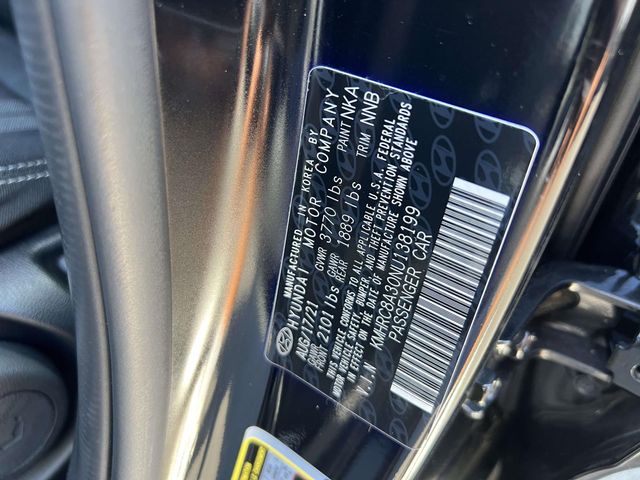 MANUFACTURED IN KOREA BY
HYUNDAI MOTOR COMPANY
AUG/17/21 GVWR 3770 lbs PAINT NKA
GAWR FRONT 2101 lbs GAWR REAR 1889 lbs TRIM NNB
THIS VEHICLE CONFORMS TO ALL APPLICABLE U.S.A. FEDERAL
MOTOR VEHICLE SAFETY, BUMPER, AND THEFT PREVENTION STANDARDS
IN EFFECT ON THE DATE OF MANUFACTURE SHOWN ABOVE
KMHRC8A30NU138199
PASSENGER CAR